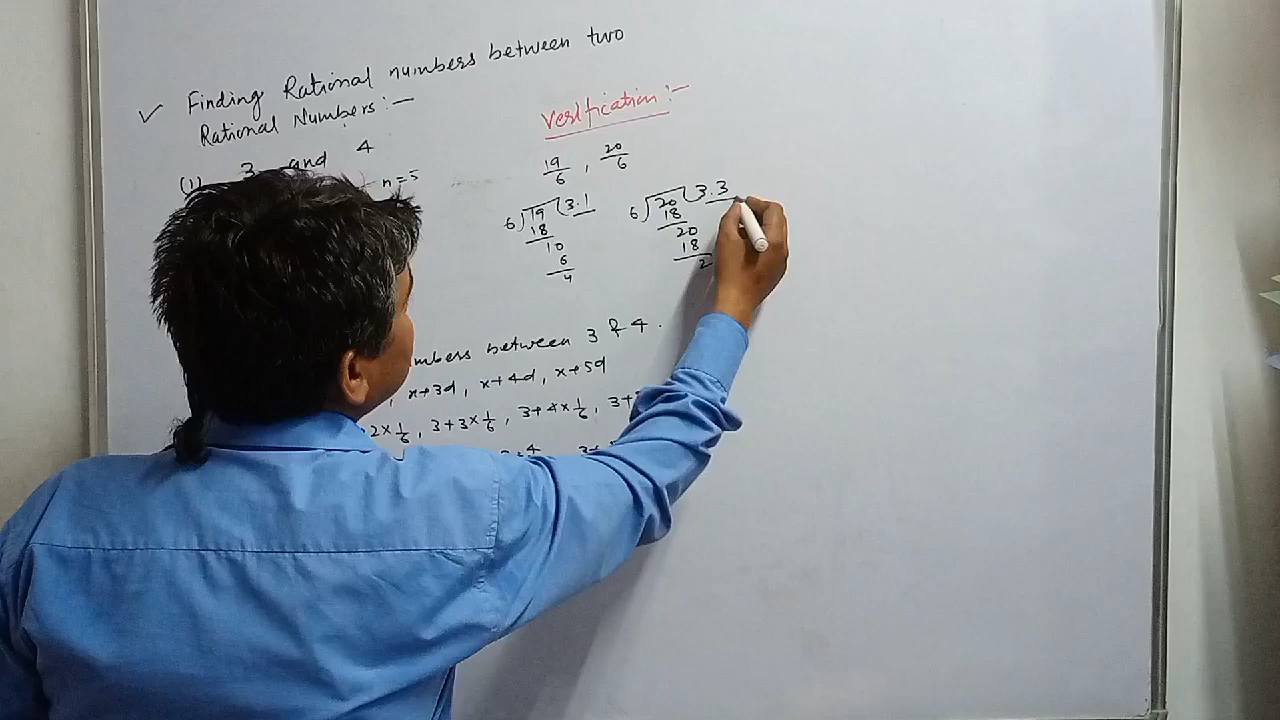 ✓ Finding Rational numbers between two
Rational Numbers:-
(1) 3 and 4
n=5
Verification:-
19/6 , 20/6
6) 19 (3.1
18
10
6
4
6) 20 (3.3
18
20
18
2
mbers between 3 & 4.
, x+3d, x+4d, x+5d
2×1/6, 3+3×1/6, 3+4×1/6, 3+